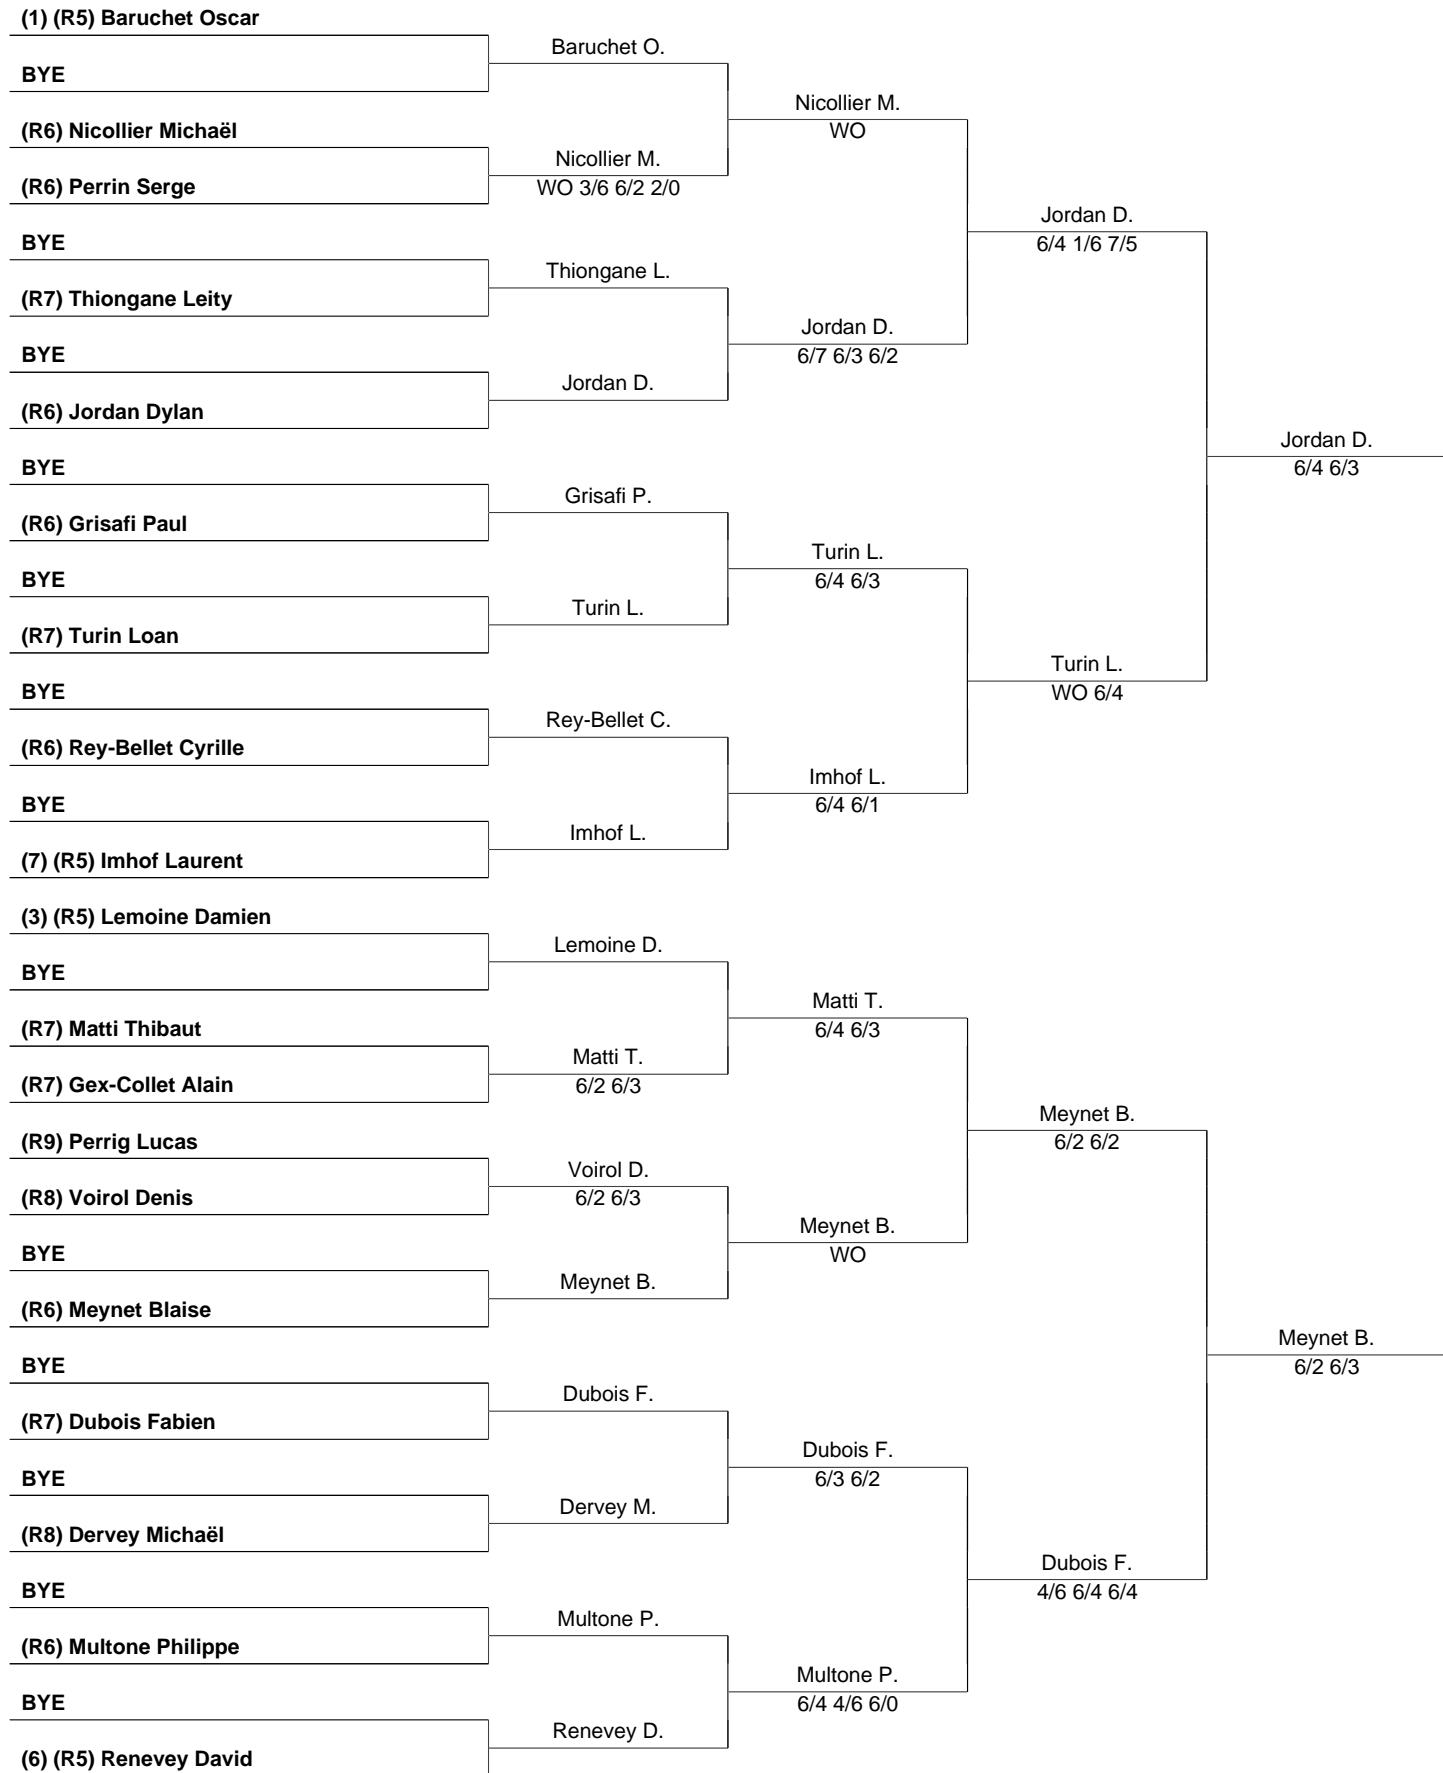 (1) (R5) Baruchet Oscar
Baruchet O.
BYE
Nicollier M.
WO
(R6) Nicollier Michaël
Nicollier M.
WO 3/6 6/2 2/0
(R6) Perrin Serge
Jordan D.
6/4 1/6 7/5
BYE
Thiongane L.
(R7) Thiongane Leity
Jordan D.
6/7 6/3 6/2
BYE
Jordan D.
(R6) Jordan Dylan
Jordan D.
6/4 6/3
BYE
Grisafi P.
(R6) Grisafi Paul
Turin L.
6/4 6/3
BYE
Turin L.
(R7) Turin Loan
Turin L.
WO 6/4
BYE
Rey-Bellet C.
(R6) Rey-Bellet Cyrille
Imhof L.
6/4 6/1
BYE
Imhof L.
(7) (R5) Imhof Laurent
(3) (R5) Lemoine Damien
Lemoine D.
BYE
Matti T.
6/4 6/3
(R7) Matti Thibaut
Matti T.
6/2 6/3
(R7) Gex-Collet Alain
Meynet B.
6/2 6/2
(R9) Perrig Lucas
Voirol D.
6/2 6/3
(R8) Voirol Denis
Meynet B.
WO
BYE
Meynet B.
(R6) Meynet Blaise
Meynet B.
6/2 6/3
BYE
Dubois F.
(R7) Dubois Fabien
Dubois F.
6/3 6/2
BYE
Dervey M.
(R8) Dervey Michaël
Dubois F.
4/6 6/4 6/4
BYE
Multone P.
(R6) Multone Philippe
Multone P.
6/4 4/6 6/0
BYE
Renevey D.
(6) (R5) Renevey David